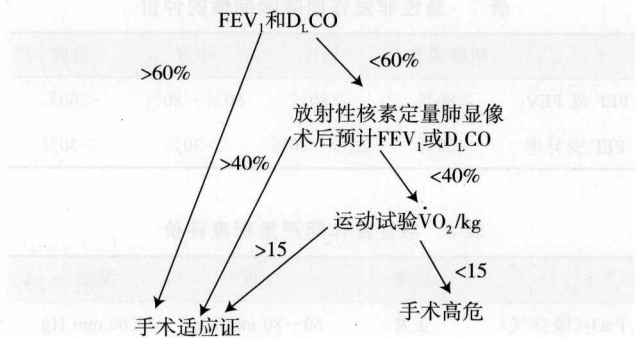 FEV₁和D_LCO
>60%
<60%
放射性核素定量肺显像
术后预计FEV₁或D_LCO
>40%
<40%
运动试验V̇O₂/kg
>15
<15
手术适应证
手术高危